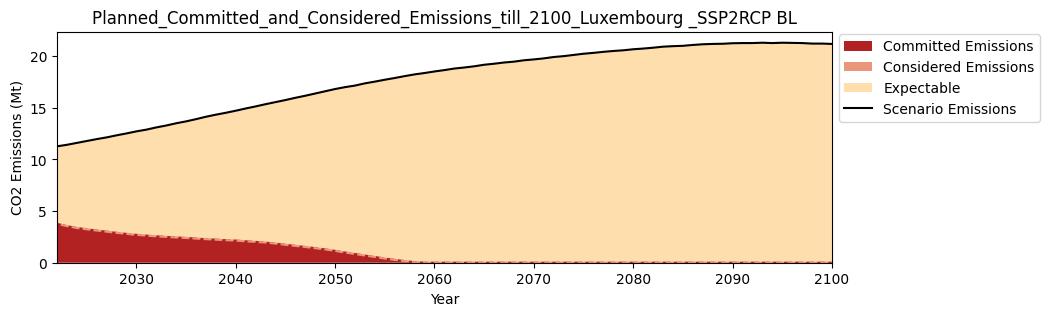 Planned_Committed_and_Considered_Emissions_till_2100_Luxembourg _SSP2RCP BL
CO2 Emissions (Mt)
20
15
10
5
0
2030 2040 2050 2060 2070 2080 2090 2100
Year
Committed Emissions
Considered Emissions
Expectable
Scenario Emissions